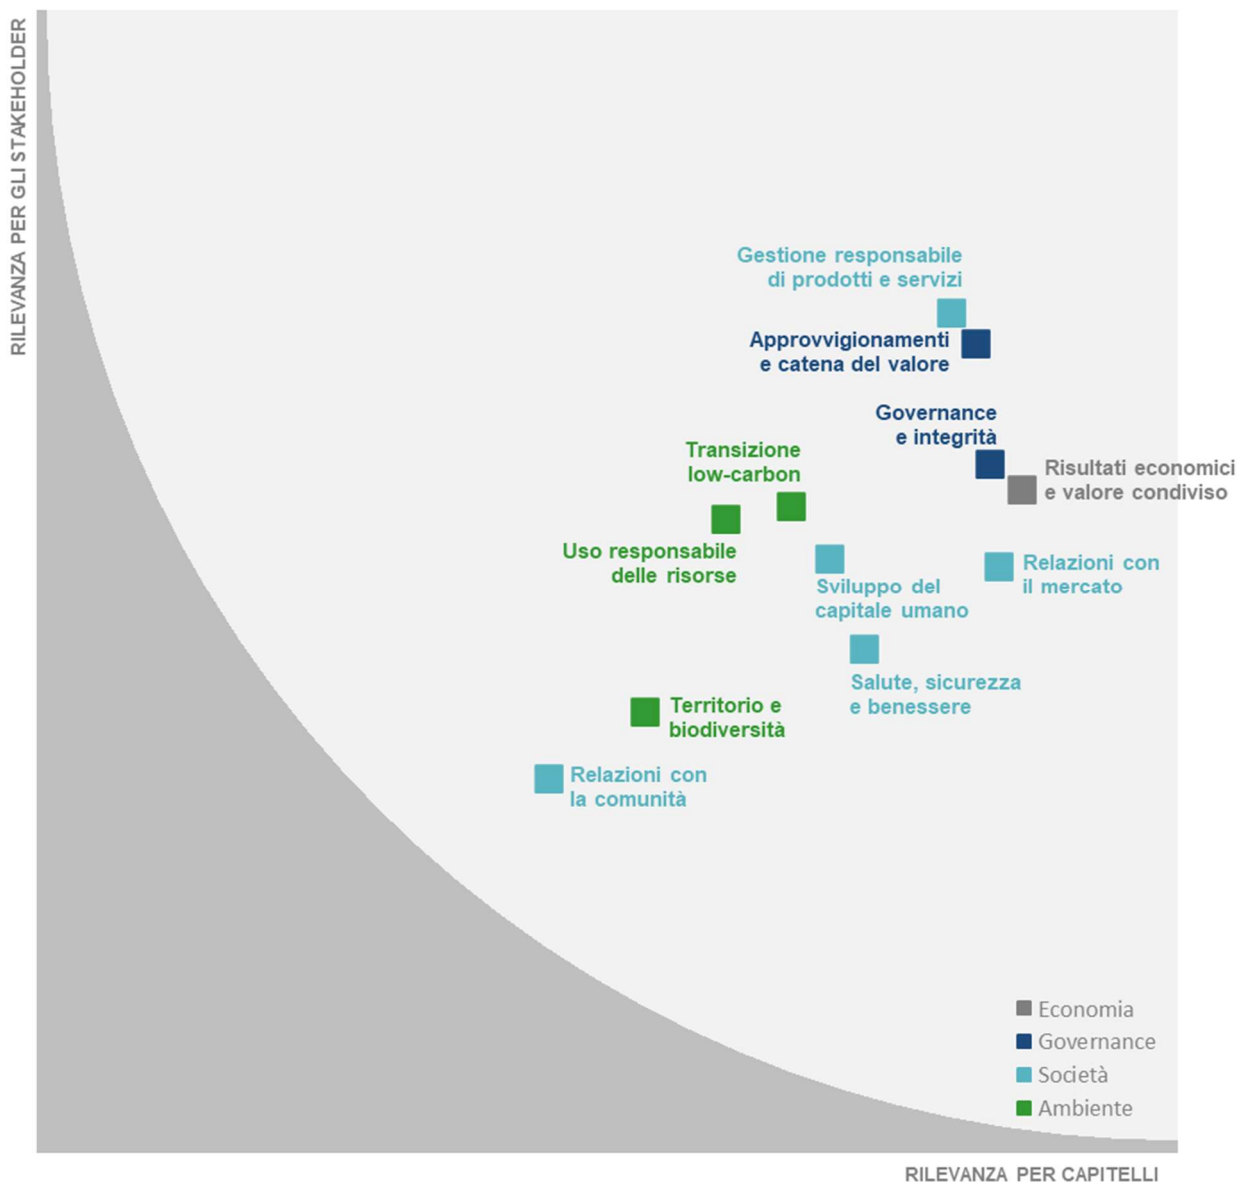 RILEVANZA PER GLI STAKEHOLDER
Gestione responsabile
di prodotti e servizi
Approvvigionamenti
e catena del valore
Governance
e integrità
Transizione
low-carbon
Risultati economici
e valore condiviso
Uso responsabile
delle risorse
Relazioni con
il mercato
Sviluppo del
capitale umano
Salute, sicurezza
e benessere
Territorio e
biodiversità
Relazioni con
la comunità
Economia
Governance
Società
Ambiente
RILEVANZA PER CAPITELLI